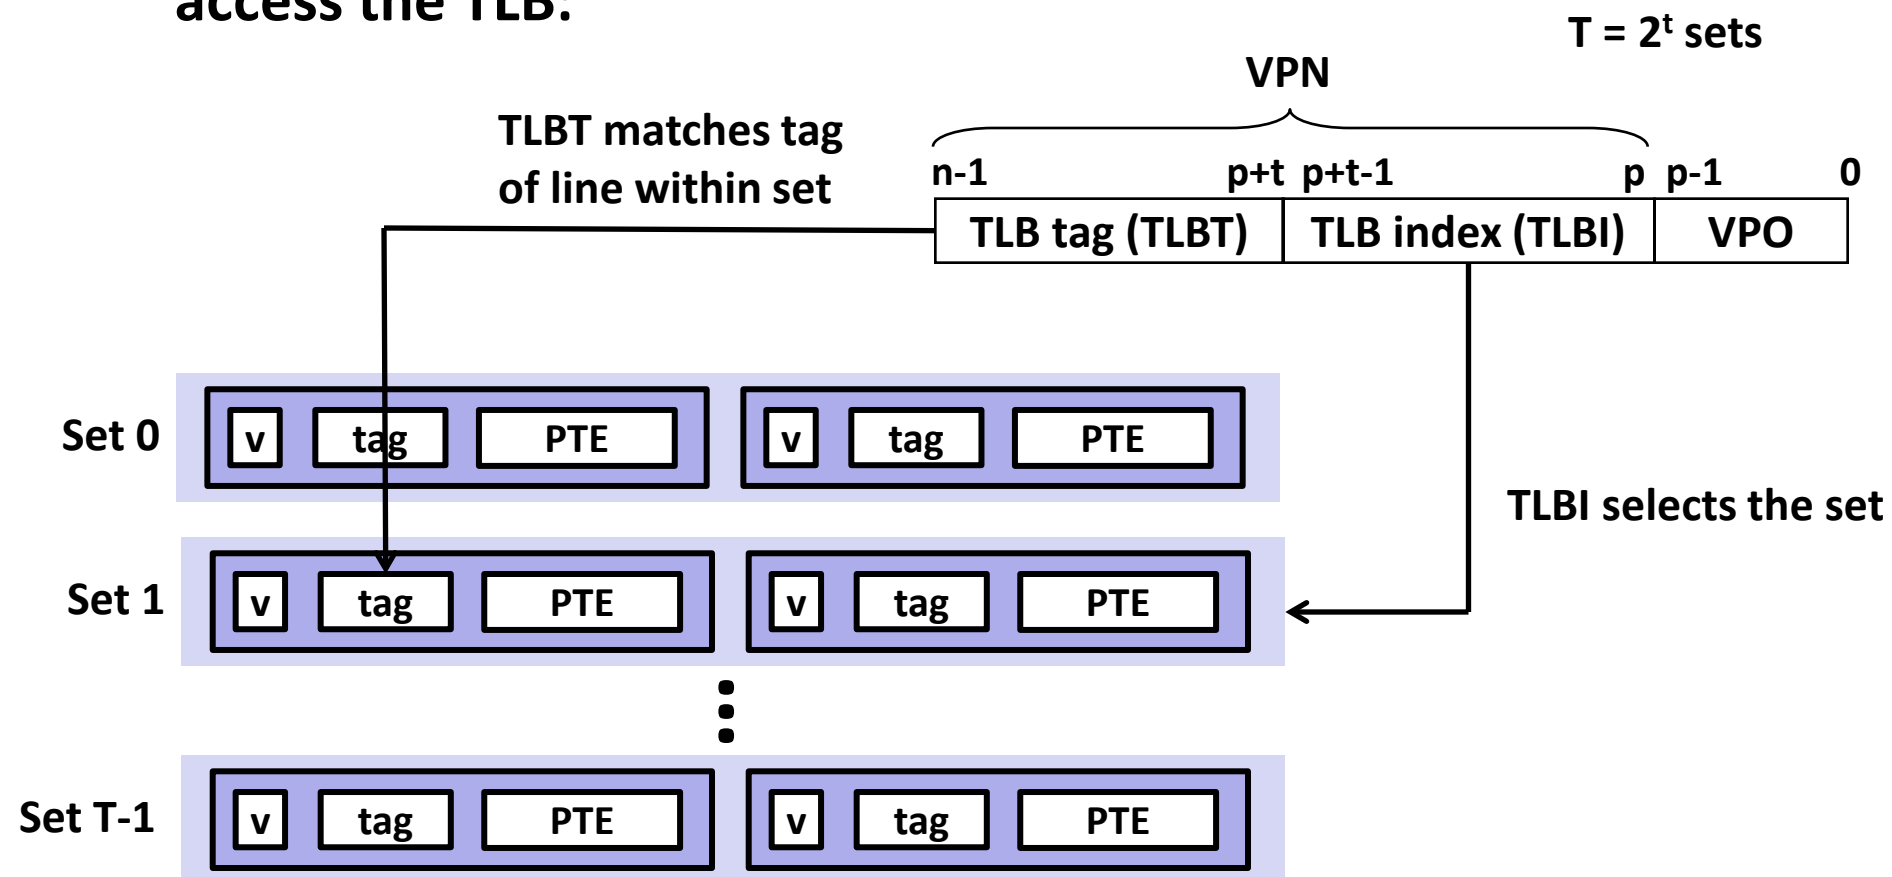 access the TLB:
T = 2^t sets
VPN
TLBT matches tag
of line within set
n-1 p+t p+t-1 p p-1 0
TLB tag (TLBT) TLB index (TLBI) VPO
Set 0 v tag PTE v tag PTE
TLBI selects the set
Set 1 v tag PTE v tag PTE
Set T-1 v tag PTE v tag PTE